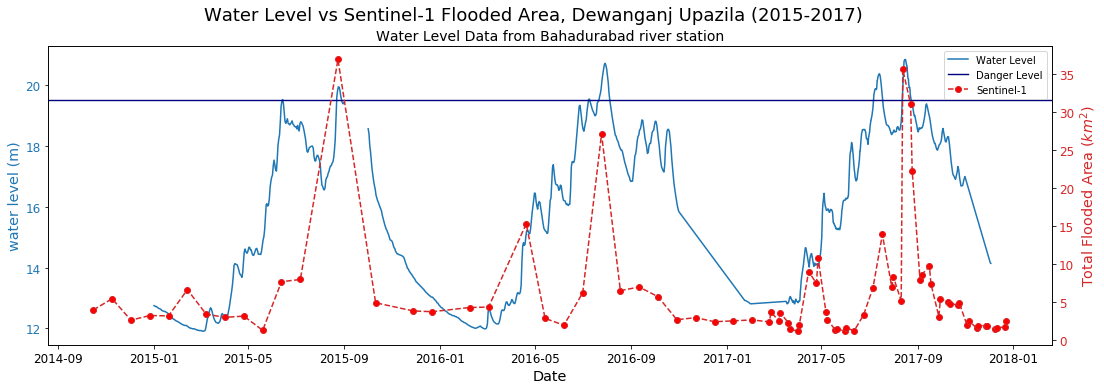 Water Level vs Sentinel-1 Flooded Area, Dewanganj Upazila (2015-2017)
Water Level Data from Bahadurabad river station
water level (m)
20
18
16
14
12
Water Level
Danger Level
Sentinel-1
35
30
25
20
15
10
5
0
Total Flooded Area (km²)
2014-09 2015-01 2015-05 2015-09 2016-01 2016-05 2016-09 2017-01 2017-05 2017-09 2018-01
Date